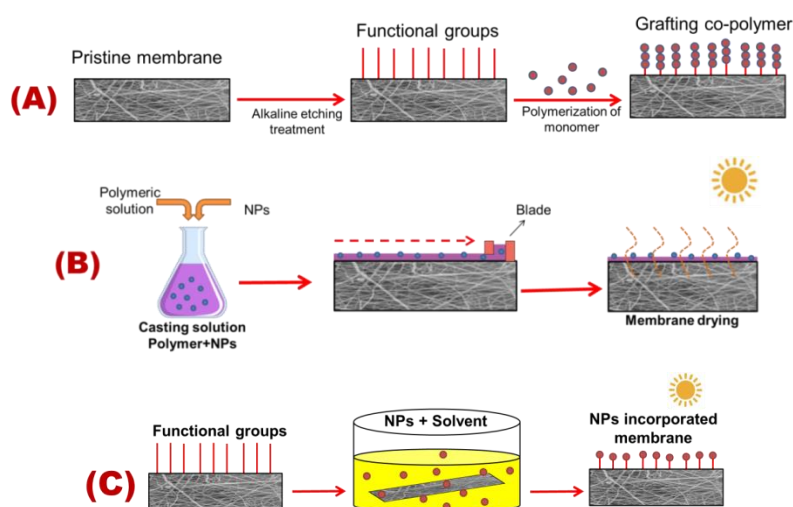 Pristine membrane
Functional groups
Grafting co-polymer
(A)
Alkaline etching
treatment
Polymerization of
monomer
Polymeric
solution
NPs
Blade
(B)
Casting solution
Polymer+NPs
Membrane drying
Functional groups
NPs + Solvent
NPs incorporated
membrane
(C)